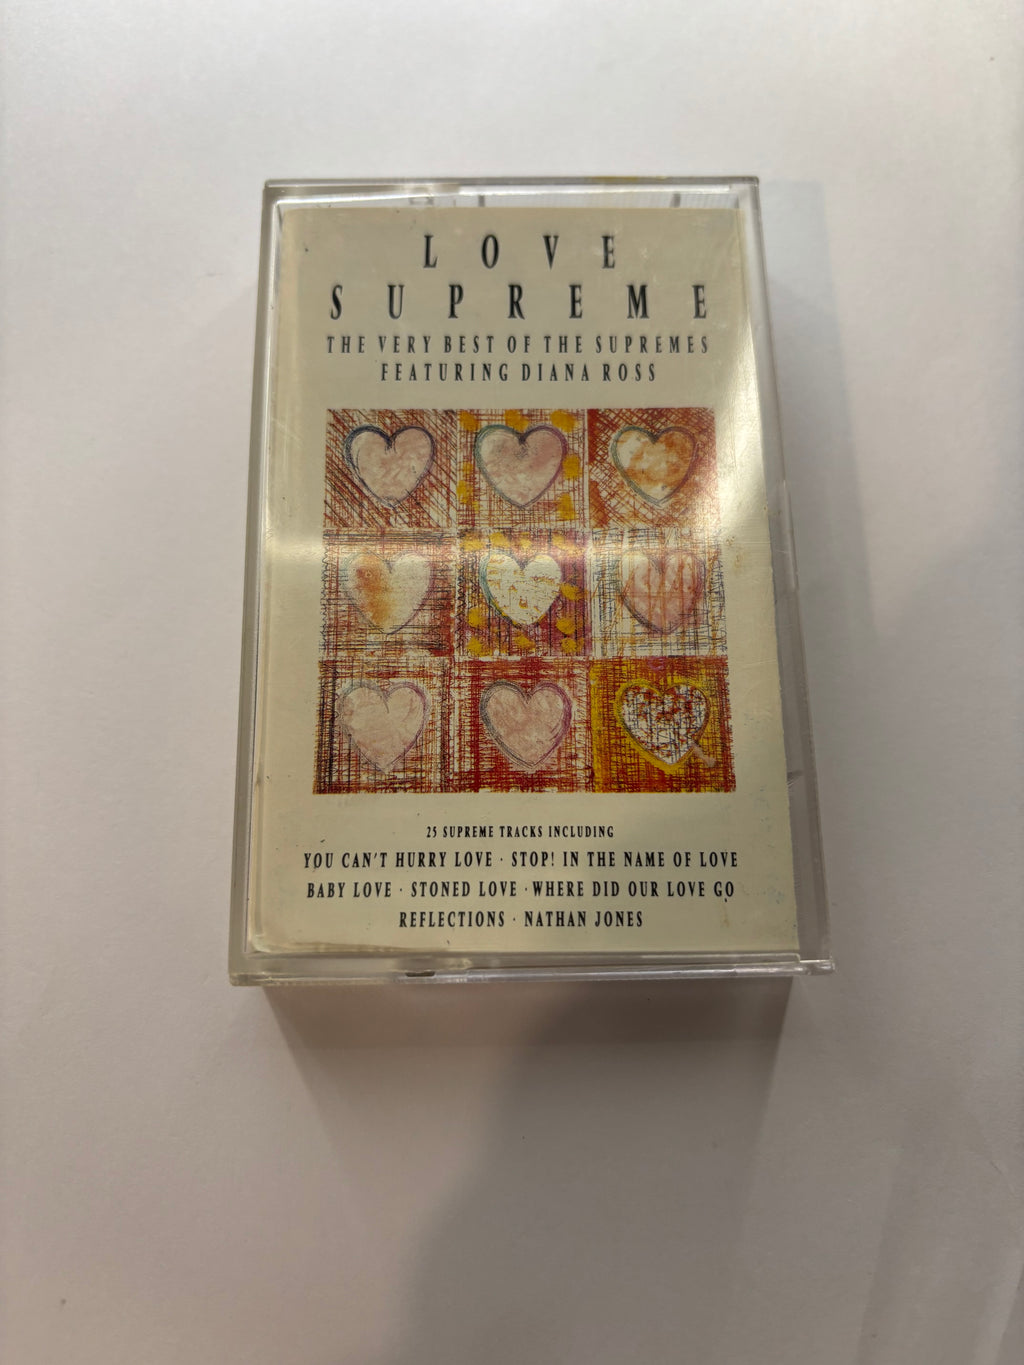 LOVE
SUPREME
THE VERY BEST OF THE SUPREMES
FEATURING DIANA ROSS
25 SUPREME TRACKS INCLUDING
YOU CAN'T HURRY LOVE · STOP! IN THE NAME OF LOVE
BABY LOVE · STONED LOVE · WHERE DID OUR LOVE GO
REFLECTIONS · NATHAN JONES